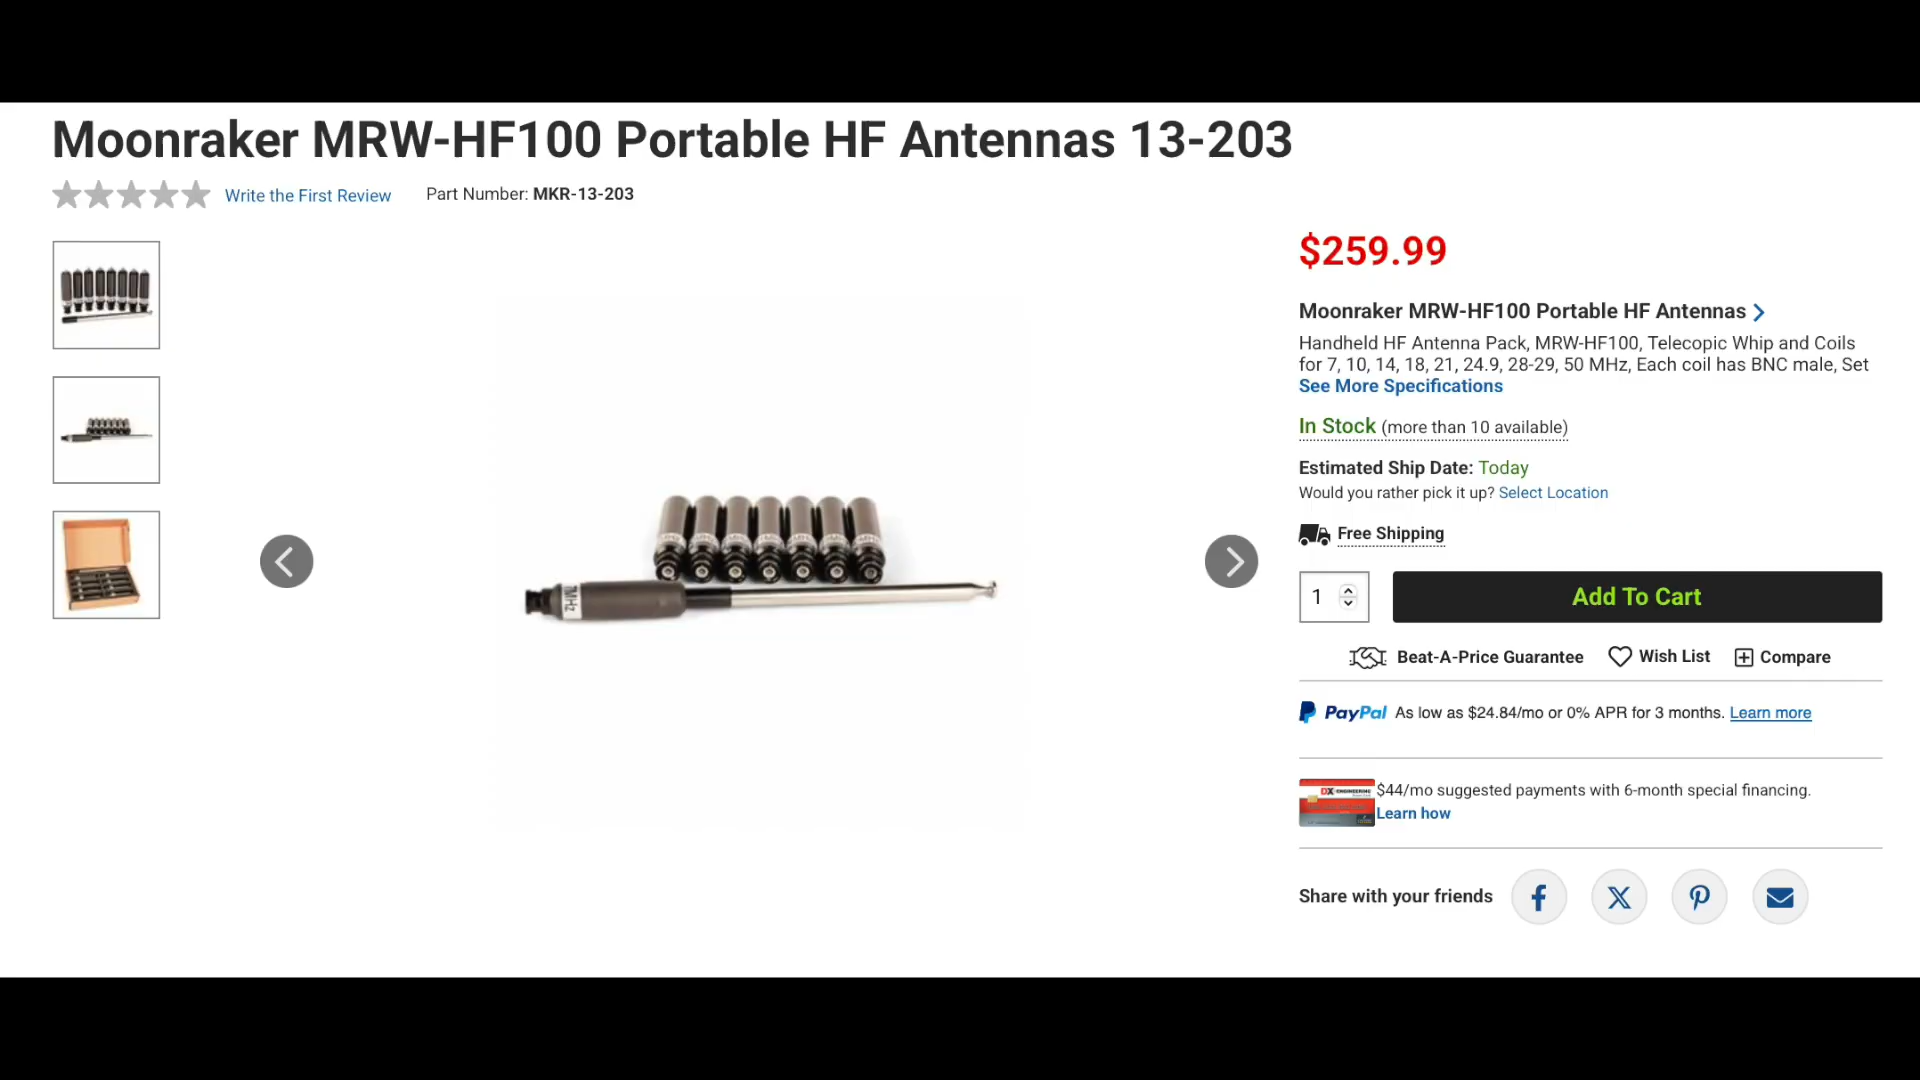 Moonraker MRW-HF100 Portable HF Antennas 13-203
Write the First Review Part Number: MKR-13-203
$259.99
Moonraker MRW-HF100 Portable HF Antennas
Handheld HF Antenna Pack, MRW-HF100, Telecopic Whip and Coils
for 7, 10, 14, 18, 21, 24.9, 28-29, 50 MHz, Each coil has BNC male, Set
See More Specifications
In Stock (more than 10 available)
Estimated Ship Date: Today
Would you rather pick it up? Select Location
Free Shipping
1 Add To Cart
Beat-A-Price Guarantee Wish List Compare
PayPal As low as $24.84/mo or 0% APR for 3 months. Learn more
DX ENGINEERING
$44/mo suggested payments with 6-month special financing.
Learn how
Share with your friends
7MHz